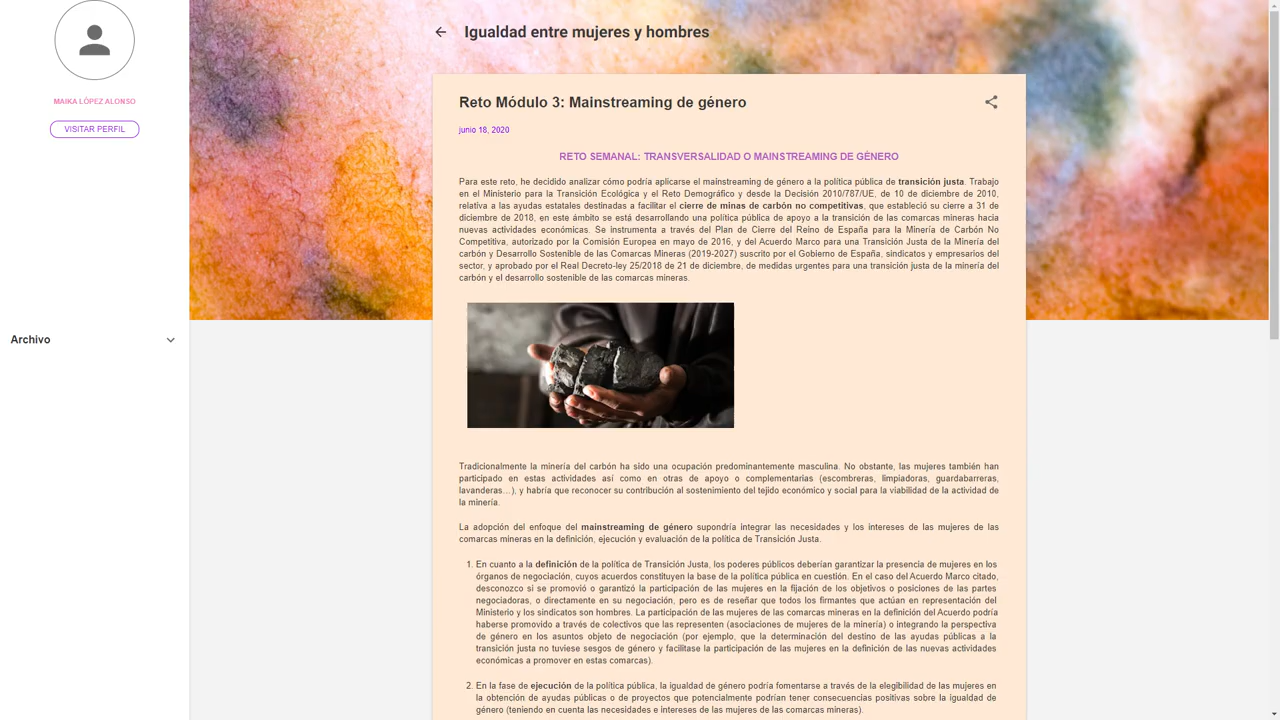 Igualdad entre mujeres y hombres
MAIKA LÓPEZ ALONSO
VISITAR PERFIL
Archivo
Reto Módulo 3: Mainstreaming de género
junio 18, 2020
RETO SEMANAL: TRANSVERSALIDAD O MAINSTREAMING DE GÉNERO
Para este reto, he decidido analizar cómo podría aplicarse el mainstreaming de género a la política pública de transición justa. Trabajo
en el Ministerio para la Transición Ecológica y el Reto Demográfico y desde la Decisión 2010/787/UE, de 10 de diciembre de 2010,
relativa a las ayudas estatales destinadas a facilitar el cierre de minas de carbón no competitivas, que estableció su cierre a 31 de
diciembre de 2018, en este ámbito se está desarrollando una política pública de apoyo a la transición de las comarcas mineras hacia
nuevas actividades económicas. Se instrumenta a través del Plan de Cierre del Reino de España para la Minería de Carbón No
Competitiva, autorizado por la Comisión Europea en mayo de 2016, y del Acuerdo Marco para una Transición Justa de la Minería del
carbón y Desarrollo Sostenible de las Comarcas Mineras (2019-2027) suscrito por el Gobierno de España, sindicatos y empresarios del
sector, y aprobado por el Real Decreto-ley 25/2018 de 21 de diciembre, de medidas urgentes para una transición justa de la minería del
carbón y el desarrollo sostenible de las comarcas mineras.
Tradicionalmente la minería del carbón ha sido una ocupación predominantemente masculina. No obstante, las mujeres también han
participado en estas actividades así como en otras de apoyo o complementarias (escombreras, limpiadoras, guardabarreras,
lavanderas...), y habría que reconocer su contribución al sostenimiento del tejido económico y social para la viabilidad de la actividad de
la minería.
La adopción del enfoque del mainstreaming de género supondría integrar las necesidades y los intereses de las mujeres de las
comarcas mineras en la definición, ejecución y evaluación de la política de Transición Justa.
1. En cuanto a la definición de la política de Transición Justa, los poderes públicos deberían garantizar la presencia de mujeres en los
órganos de negociación, cuyos acuerdos constituyen la base de la política pública en cuestión. En el caso del Acuerdo Marco citado,
desconozco si se promovió o garantizó la participación de las mujeres en la fijación de los objetivos o posiciones de las partes
negociadoras, o directamente en su negociación, pero es de reseñar que todos los firmantes que actúan en representación del
Ministerio y los sindicatos son hombres. La participación de las mujeres de las comarcas mineras en la definición del Acuerdo podría
haberse promovido a través de colectivos que las representen (asociaciones de mujeres de la minería) o integrando la perspectiva
de género en los asuntos objeto de negociación (por ejemplo, que la determinación del destino de las ayudas públicas a la
transición justa no tuviese sesgos de género y facilitase la participación de las mujeres en la definición de las nuevas actividades
económicas a promover en estas comarcas).
2. En la fase de ejecución de la política pública, la igualdad de género podría fomentarse a través de la elegibilidad de las mujeres en
la obtención de ayudas públicas o de proyectos que potencialmente podrían tener consecuencias positivas sobre la igualdad de
género (teniendo en cuenta las necesidades e intereses de las mujeres de las comarcas mineras).